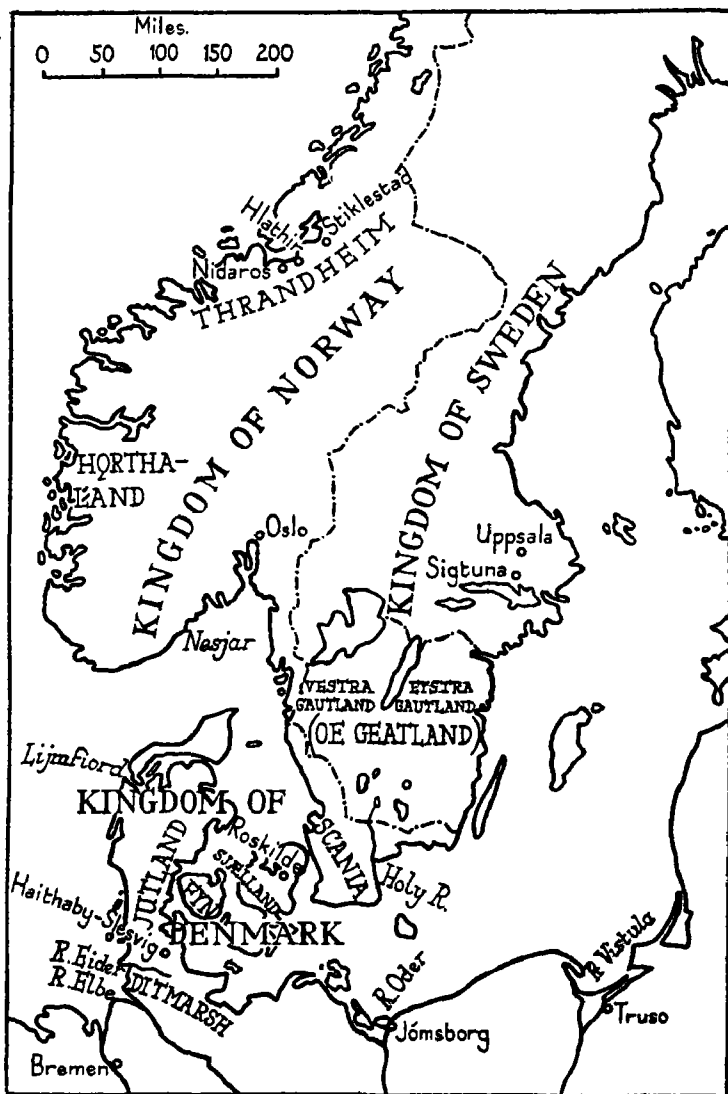 Miles.
0 50 100 150 200
Hlathir
Stiklestad
Nidaros
THRANDHEIM
KINGDOM OF NORWAY
KINGDOM OF SWEDEN
HǪRTHA-
LAND
Oslo
Uppsala
Sigtuna
Nesjar
VESTRA
GAUTLAND
EYSTRA
GAUTLAND
(OE GEATLAND)
Lijmfiord
KINGDOM OF
DENMARK
JUTLAND
Roskilde
SJÆLLAND
FYN
SCANIA
Holy R.
Haithaby-Slesvig
R. Eider
R. Elbe
DITMARSH
R. Oder
R. Vistula
Jómsborg
Truso
Bremen